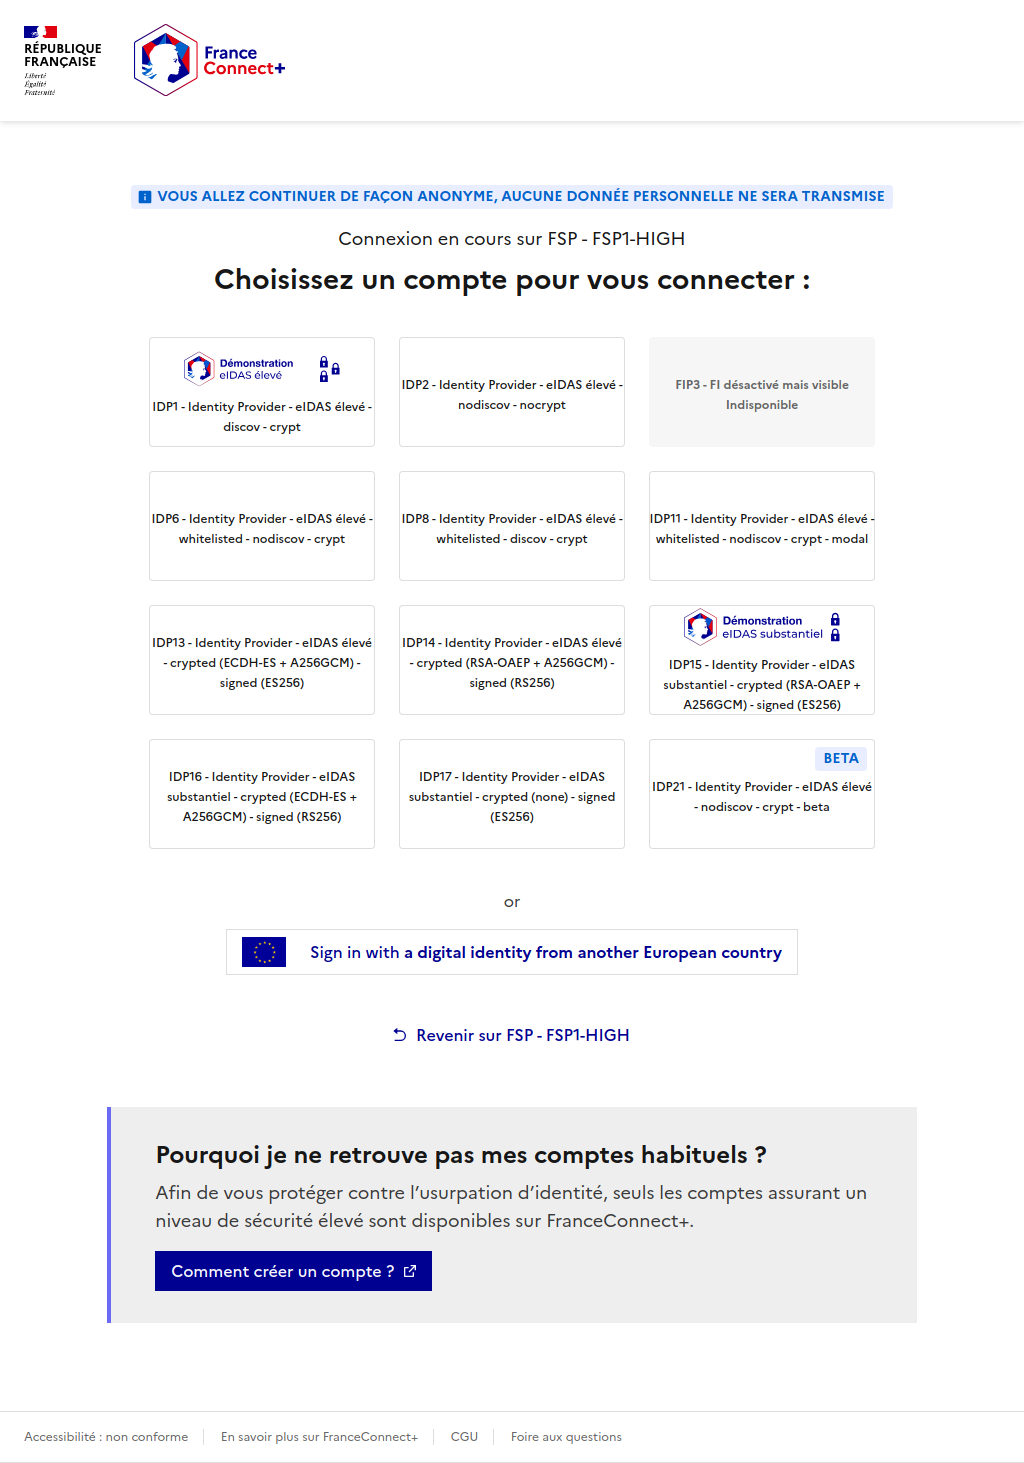 RÉPUBLIQUE
FRANÇAISE
Liberté
Égalité
Fraternité
France
Connect+
VOUS ALLEZ CONTINUER DE FAÇON ANONYME, AUCUNE DONNÉE PERSONNELLE NE SERA TRANSMISE
Connexion en cours sur FSP - FSP1-HIGH
Choisissez un compte pour vous connecter :
Démonstration
eIDAS élevé
IDP1 - Identity Provider - eIDAS élevé -
discov - crypt
IDP2 - Identity Provider - eIDAS élevé -
nodiscov - nocrypt
FIP3 - FI désactivé mais visible
Indisponible
IDP6 - Identity Provider - eIDAS élevé -
whitelisted - nodiscov - crypt
IDP8 - Identity Provider - eIDAS élevé -
whitelisted - discov - crypt
IDP11 - Identity Provider - eIDAS élevé -
whitelisted - nodiscov - crypt - modal
IDP13 - Identity Provider - eIDAS élevé
- crypted (ECDH-ES + A256GCM) -
signed (ES256)
IDP14 - Identity Provider - eIDAS élevé
- crypted (RSA-OAEP + A256GCM) -
signed (RS256)
Démonstration
eIDAS substantiel
IDP15 - Identity Provider - eIDAS
substantiel - crypted (RSA-OAEP +
A256GCM) - signed (ES256)
IDP16 - Identity Provider - eIDAS
substantiel - crypted (ECDH-ES +
A256GCM) - signed (RS256)
IDP17 - Identity Provider - eIDAS
substantiel - crypted (none) - signed
(ES256)
BETA
IDP21 - Identity Provider - eIDAS élevé
- nodiscov - crypt - beta
or
Sign in with a digital identity from another European country
Revenir sur FSP - FSP1-HIGH
Pourquoi je ne retrouve pas mes comptes habituels ?
Afin de vous protéger contre l’usurpation d’identité, seuls les comptes assurant un
niveau de sécurité élevé sont disponibles sur FranceConnect+.
Comment créer un compte ?
Accessibilité : non conforme
En savoir plus sur FranceConnect+
CGU
Foire aux questions